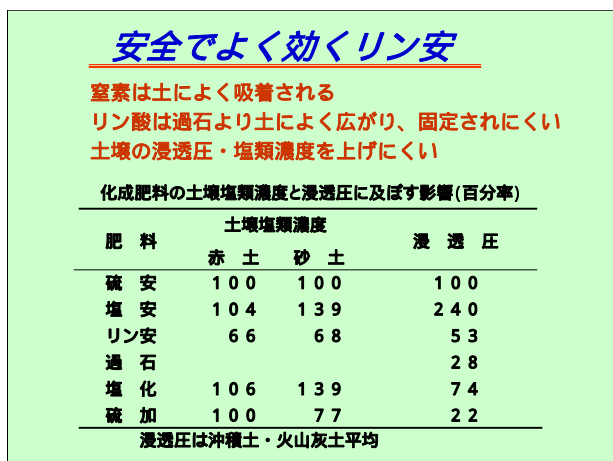 安全でよく効くリン安
窒素は土によく吸着される
リン酸は過石より土によく広がり、固定されにくい
土壌の浸透圧・塩類濃度を上げにくい
化成肥料の土壌塩類濃度と浸透圧に及ぼす影響(百分率)
肥 料 土壌塩類濃度 浸 透 圧
赤 土 砂 土
硫 安 100 100 100
塩 安 104 139 240
リン安 66 68 53
過 石 28
塩 化 106 139 74
硫 加 100 77 22
浸透圧は沖積土・火山灰土平均